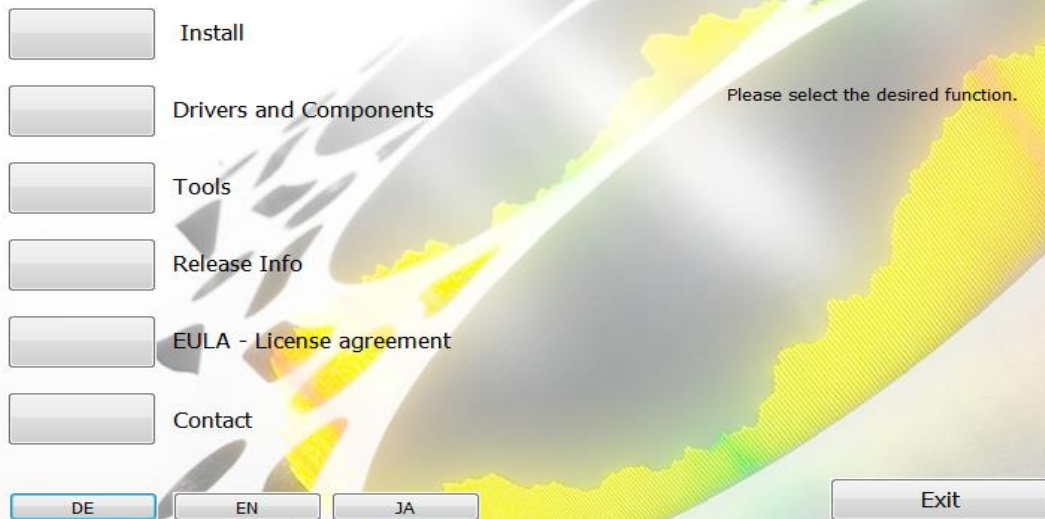 Install
Please select the desired function.
Drivers and Components
Tools
Release Info
EULA - License agreement
Contact
DE
EN
JA
Exit